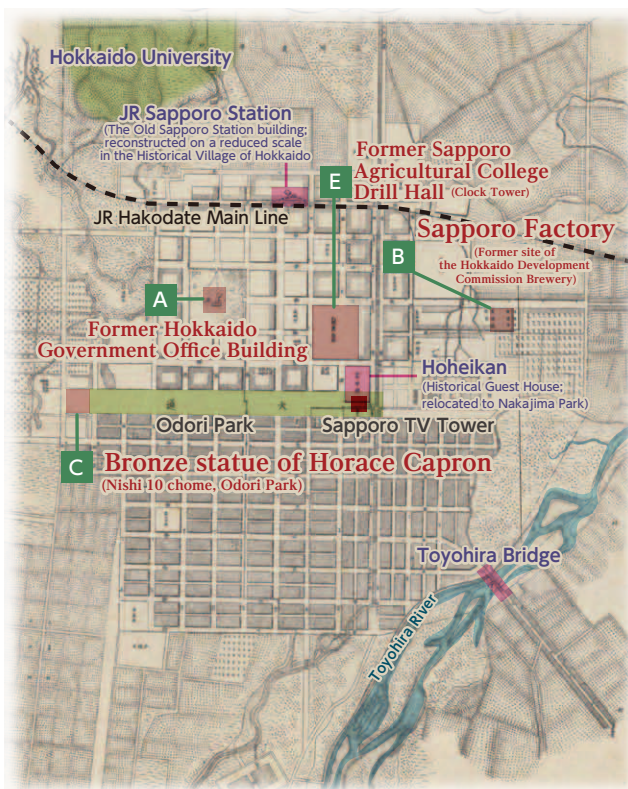 Hokkaido University
JR Sapporo Station
(The Old Sapporo Station building;
reconstructed on a reduced scale
in the Historical Village of Hokkaido
E
Former Sapporo
Agricultural College
Drill Hall (Clock Tower)
JR Hakodate Main Line
Sapporo Factory
(Former site of
the Hokkaido Development
Commission Brewery)
B
A
Former Hokkaido
Government Office Building
Hoheikan
(Historical Guest House;
relocated to Nakajima Park)
通 大
Odori Park
Sapporo TV Tower
C
Bronze statue of Horace Capron
(Nishi 10 chome, Odori Park)
Toyohira Bridge
Toyohira River